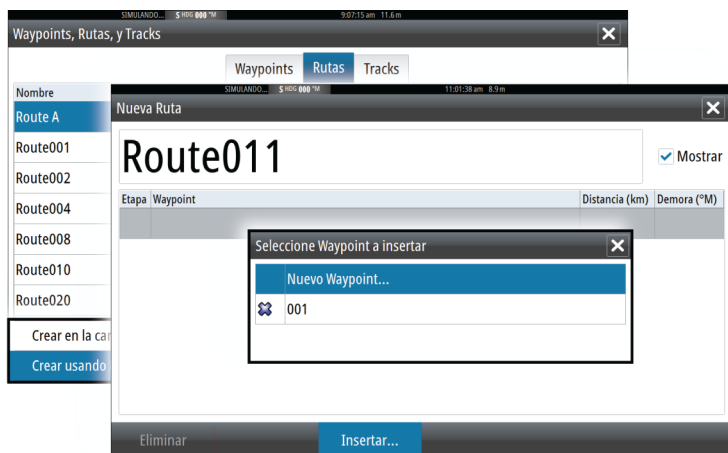 SIMULANDO... S HDG 000 °M 9:07:15 am 11.6 m
Waypoints, Rutas, y Tracks
Waypoints Rutas Tracks
Nombre
Route A
Route001
Route002
Route004
Route008
Route010
Route020
Crear en la car
Crear usando
SIMULANDO... S HDG 000 °M 11:01:38 am 8.9 m
Nueva Ruta
Route011
Mostrar
Etapa Waypoint Distancia (km) Demora (°M)
Seleccione Waypoint a insertar
Nuevo Waypoint...
001
Eliminar Insertar...